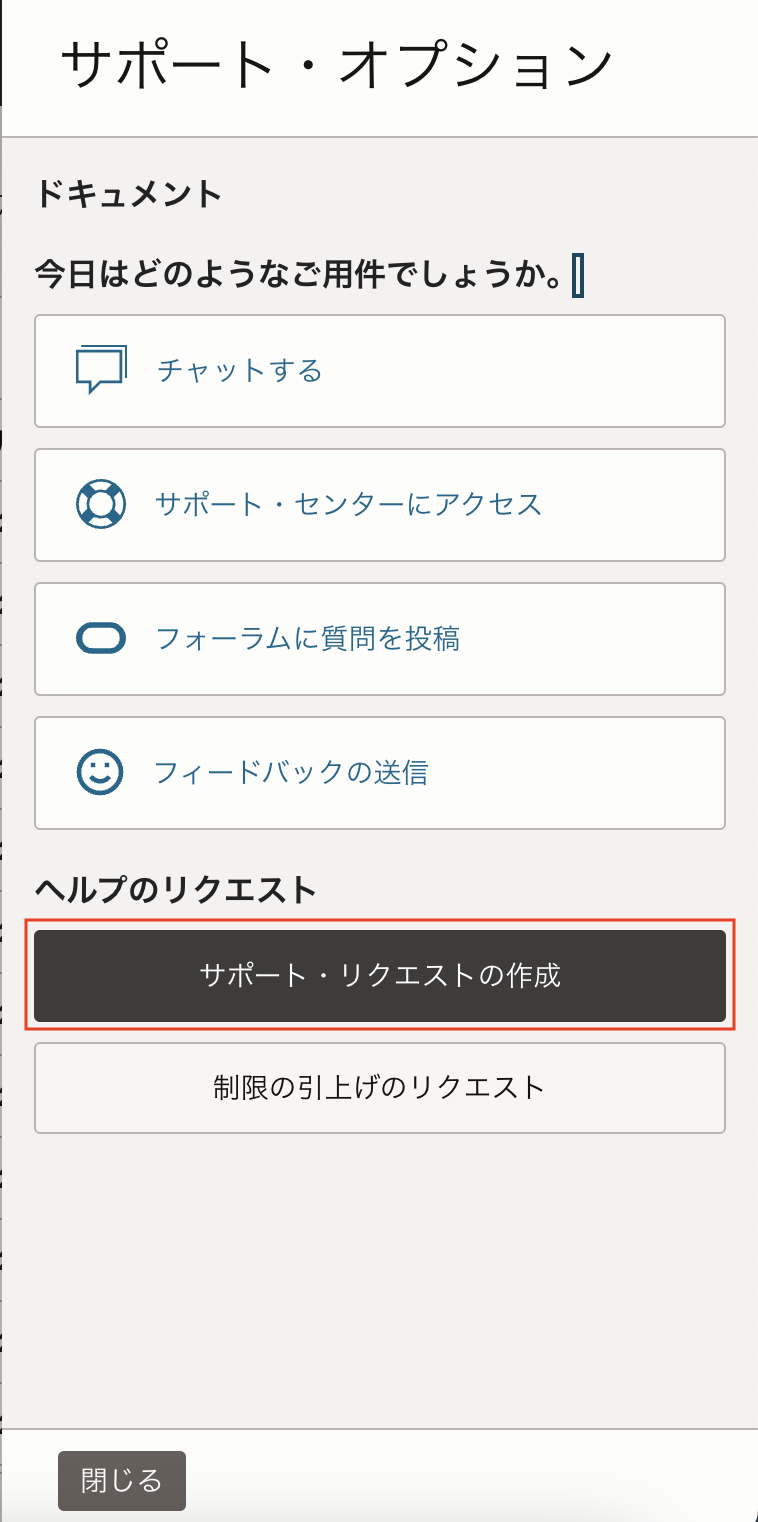 サポート・オプション
ドキュメント
今日はどのようなご用件でしょうか。
チャットする
サポート・センターにアクセス
フォーラムに質問を投稿
フィードバックの送信
ヘルプのリクエスト
サポート・リクエストの作成
制限の引上げのリクエスト
閉じる